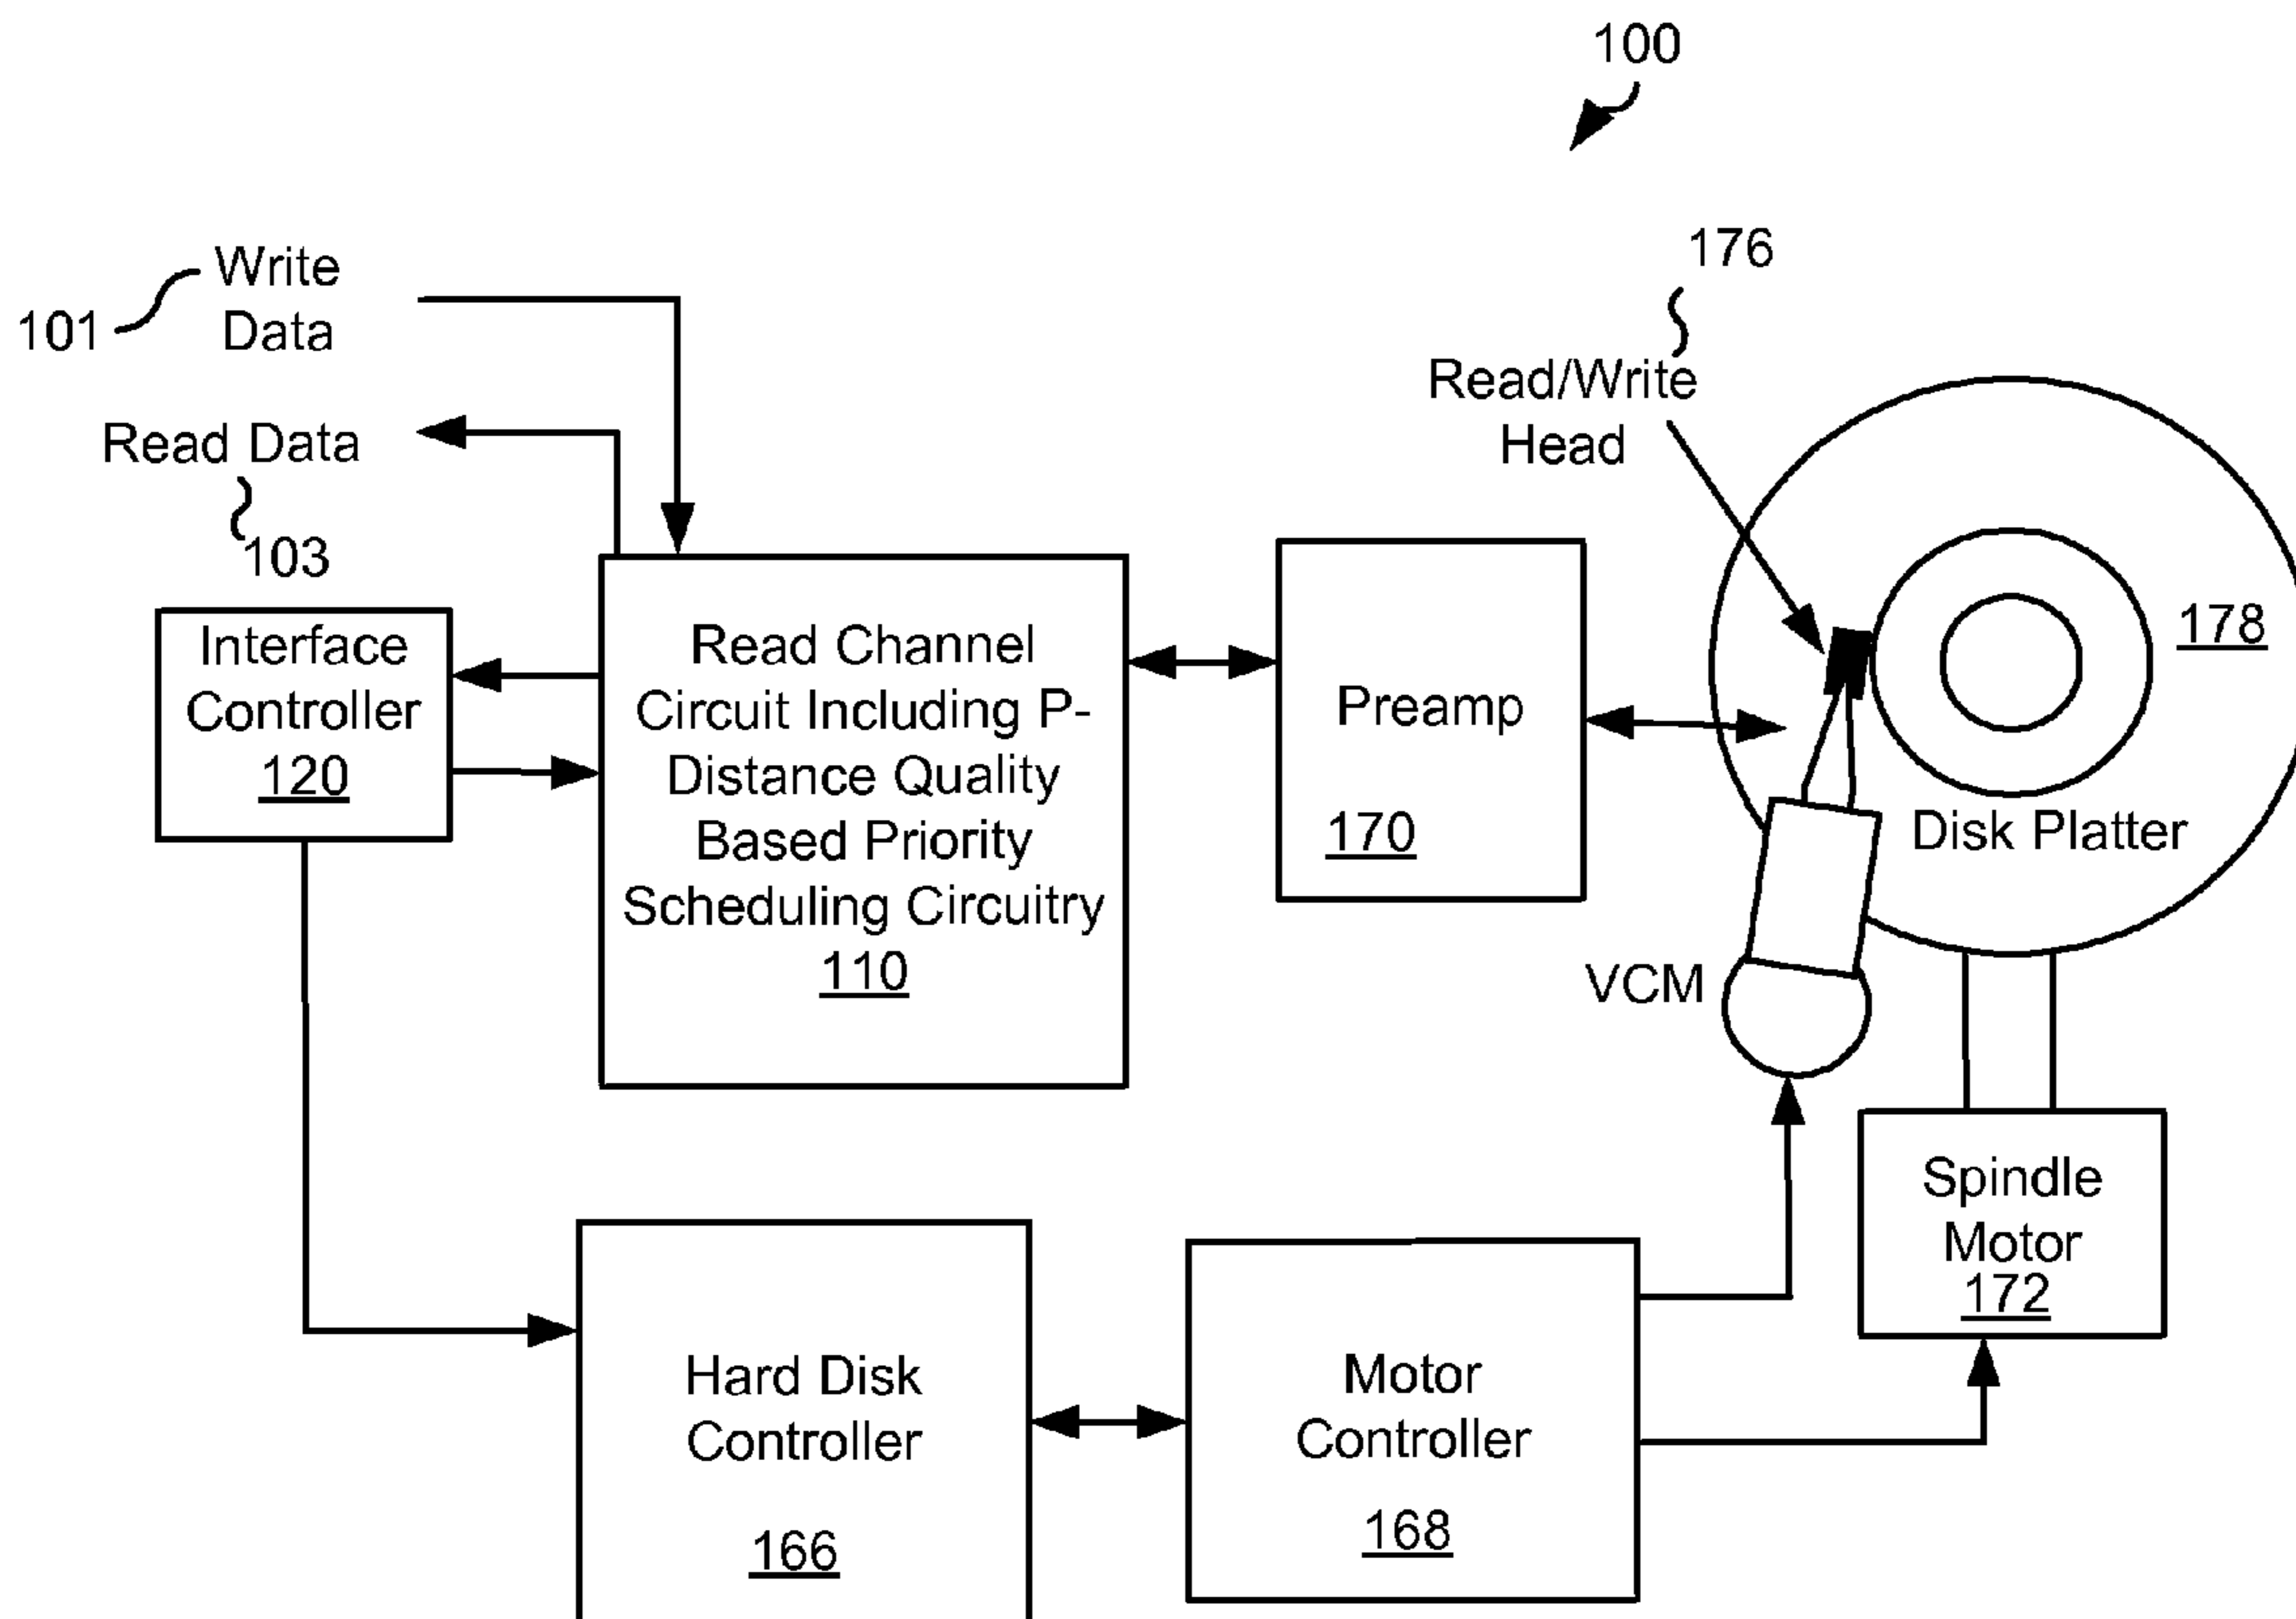 100
176
Write
Data
101
Read/Write
Head
Read Data
103
Interface
Controller
120
Read Channel
Circuit Including P-
Distance Quality
Based Priority
Scheduling Circuitry
110
Preamp
170
178
Disk Platter
VCM
Spindle
Motor
172
Hard Disk
Controller
166
Motor
Controller
168